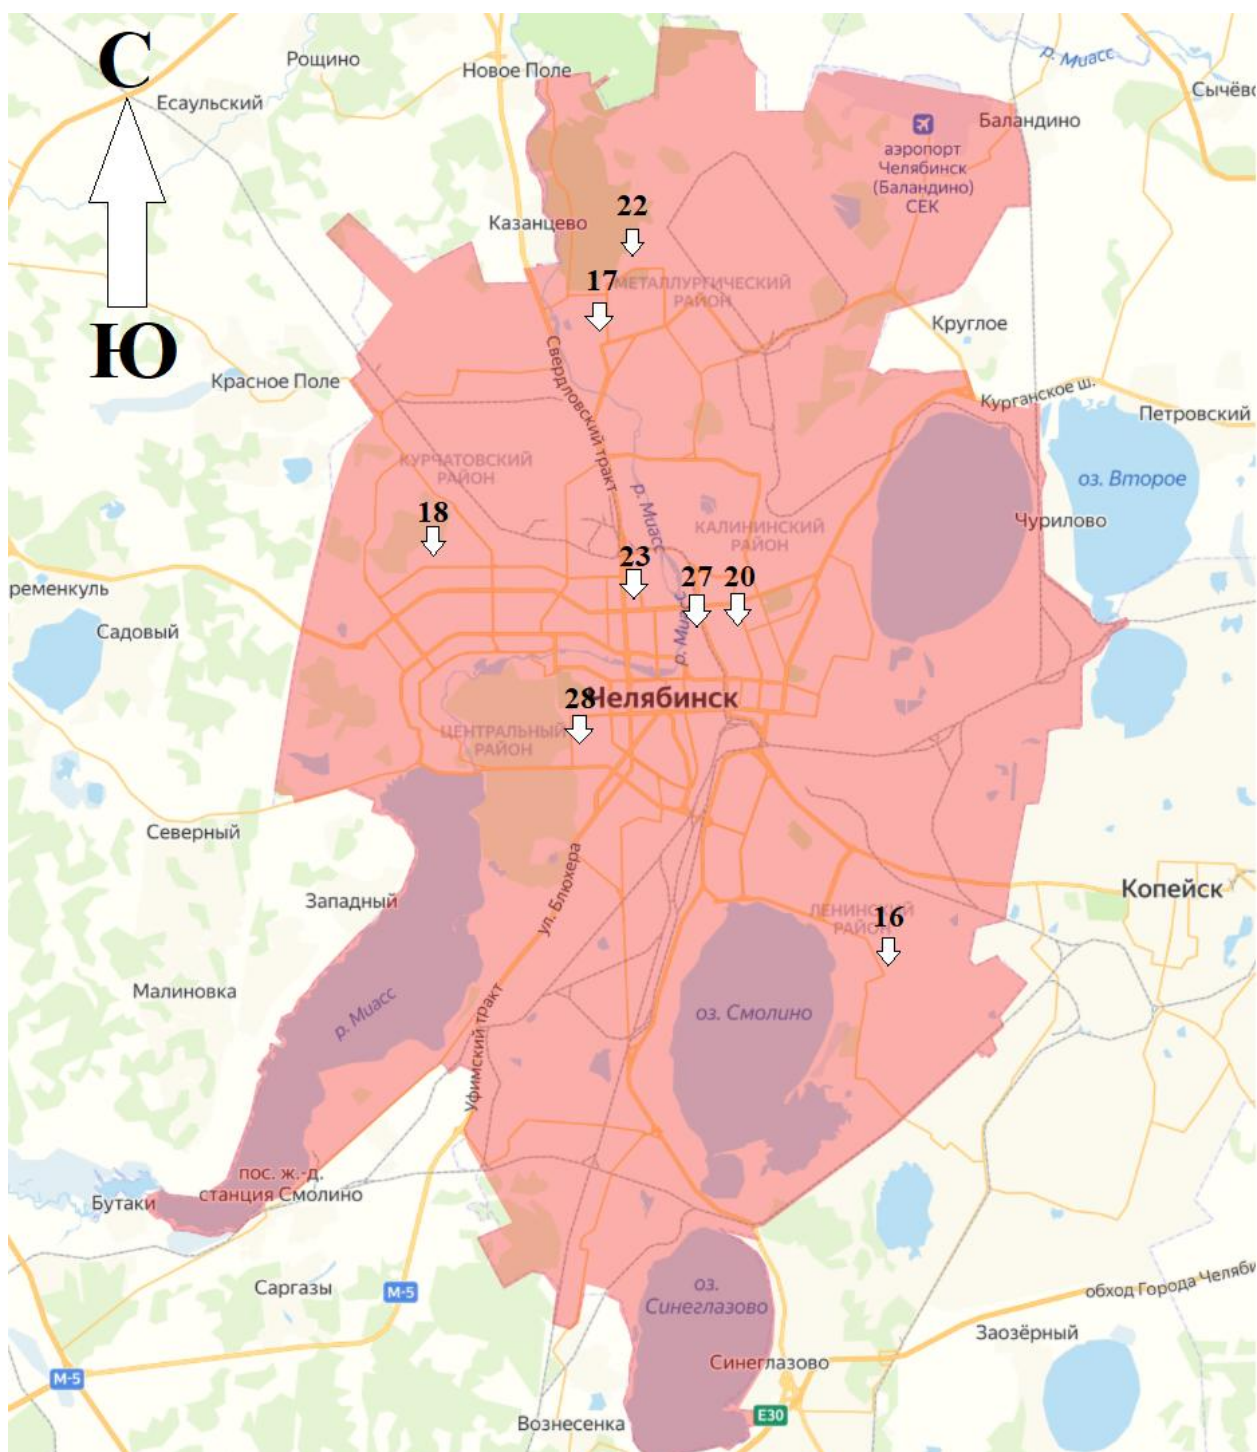 С
Ю
Рощино
Новое Поле
р. Миасс
Сычёво
Есаульский
Баландино
аэропорт
Челябинск
(Баландино)
СЕК
22
Казанцево
17
МЕТАЛЛУРГИЧЕСКИЙ
РАЙОН
Круглое
Свердловский тракт
Красное Поле
Курганское ш.
Петровский
КУРЧАТОВСКИЙ
РАЙОН
оз. Второе
р. Миасс
18
КАЛИНИНСКИЙ
РАЙОН
Чурилово
23
27
20
ременкуль
р. Миасс
Садовый
28
Челябинск
ЦЕНТРАЛЬНЫЙ
РАЙОН
Северный
ул. Блюхера
Западный
Копейск
ЛЕНИНСКИЙ
РАЙОН
16
Малиновка
р. Миасс
оз. Смолино
Уфимский тракт
пос. ж.-д.
станция Смолино
Бутаки
Саргазы
М-5
оз.
Синеглазово
обход Города Челяби
Заозёрный
Синеглазово
М-5
Вознесенка
Е30